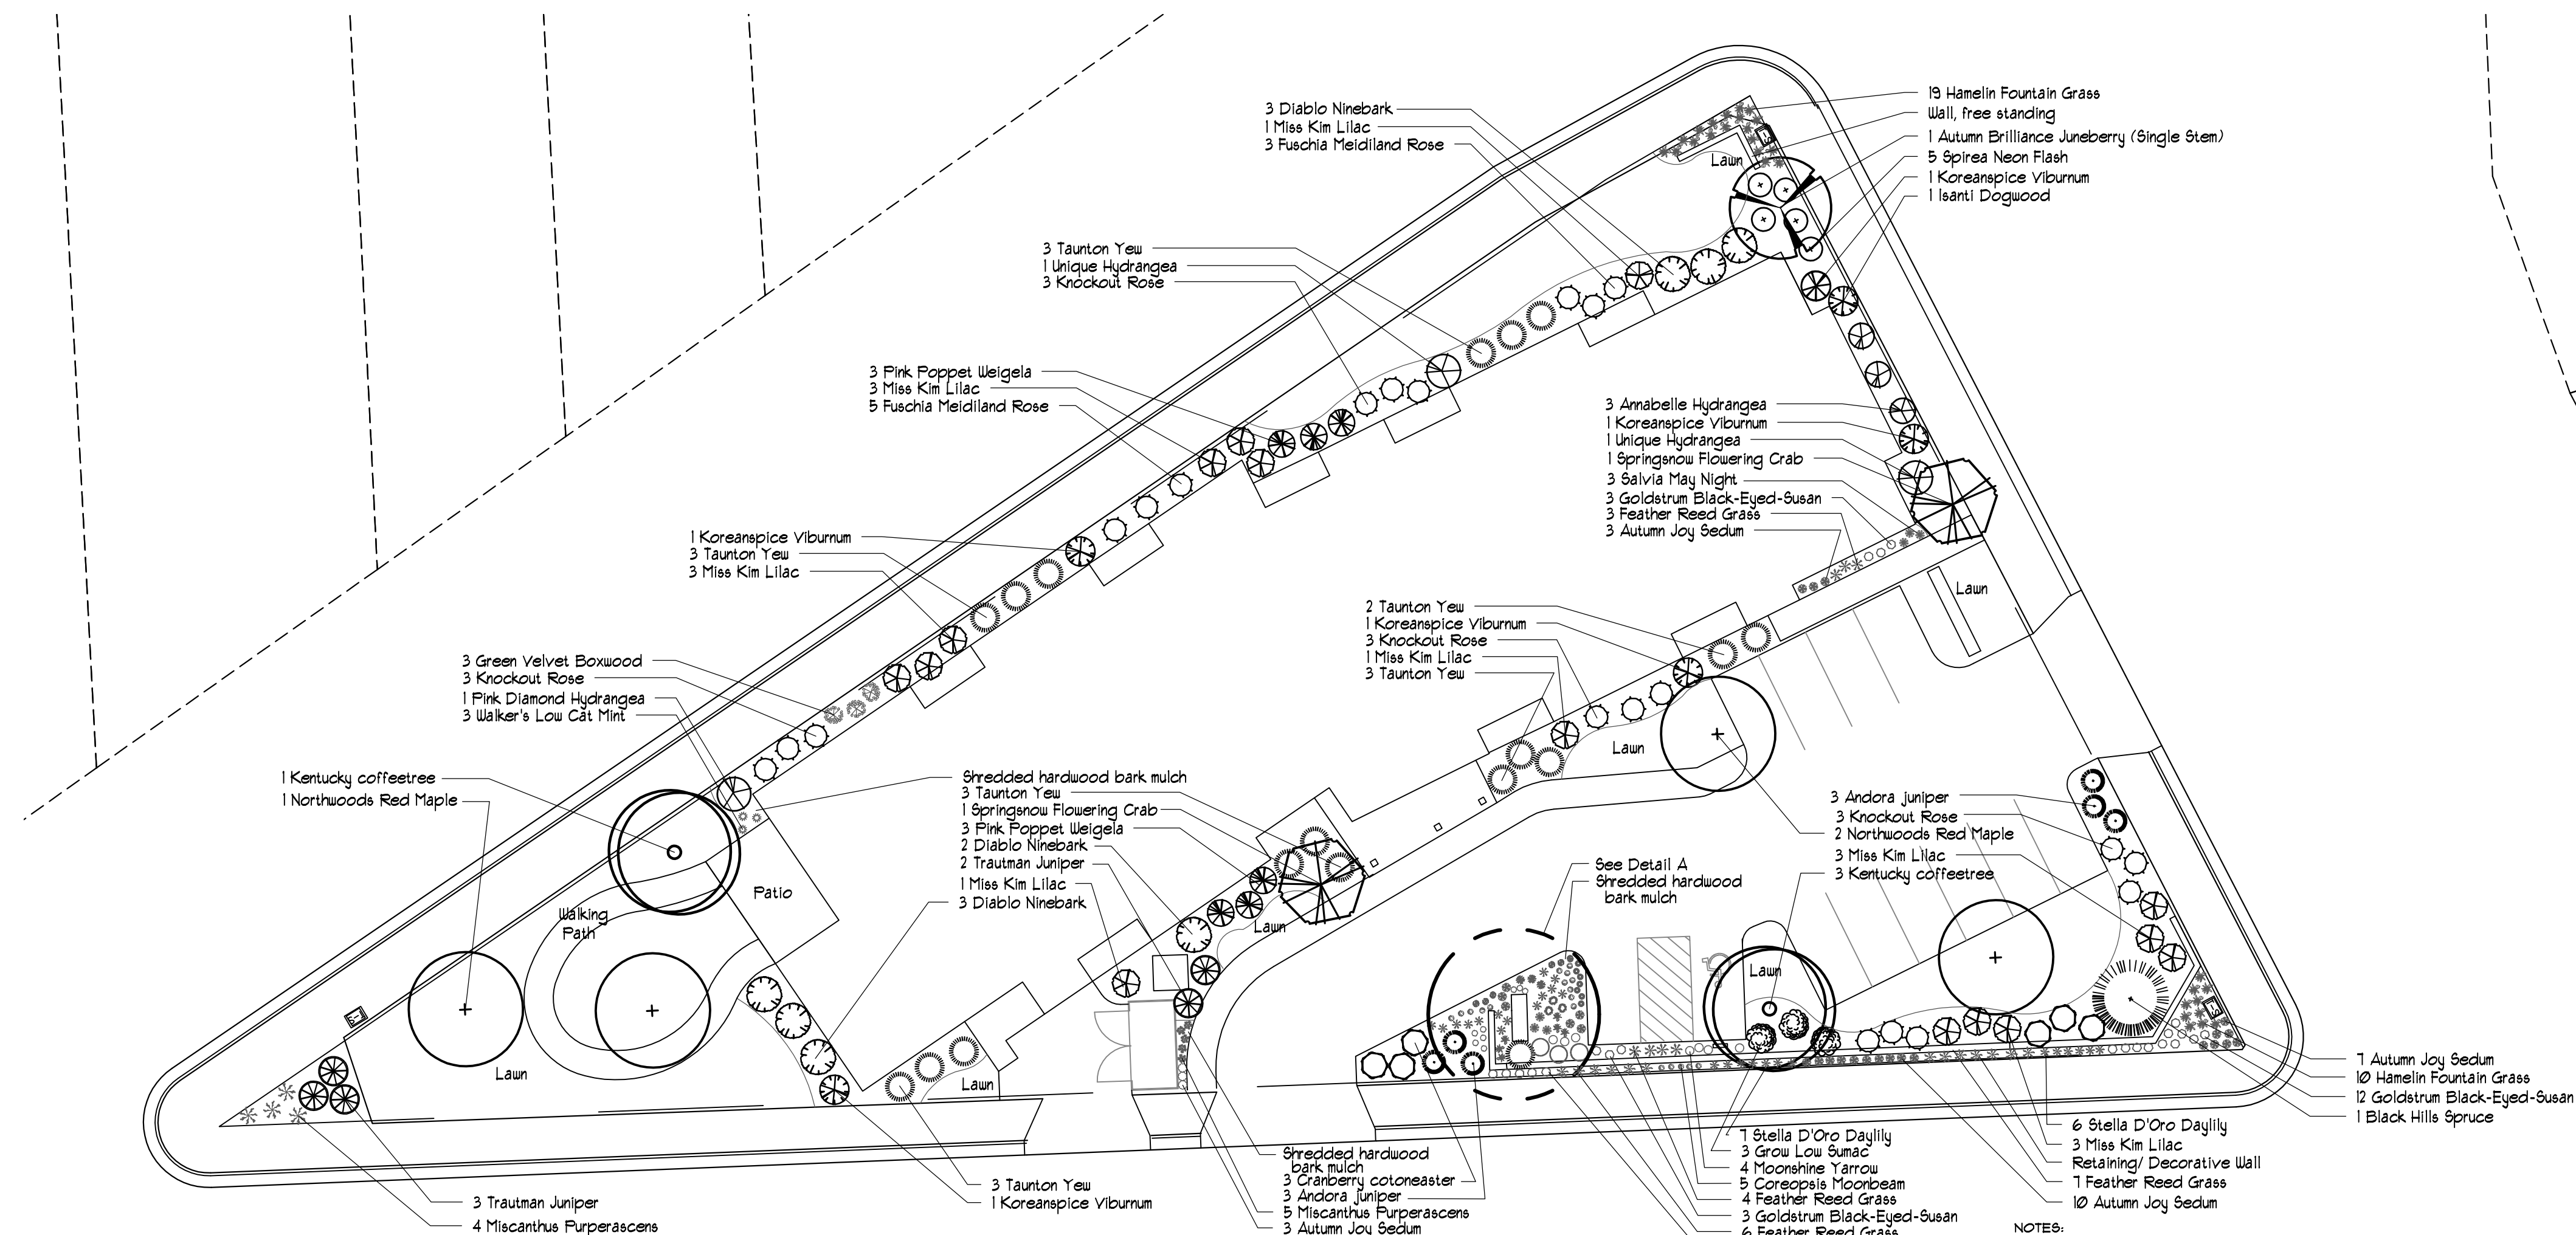 19 Hamelin Fountain Grass
Wall, free standing
1 Autumn Brilliance Juneberry (Single Stem)
5 Spirea Neon Flash
1 Koreanspice Viburnum
1 Isanti Dogwood
3 Diablo Ninebark
1 Miss Kim Lilac
3 Fuschia Meidiland Rose
Lawn
3 Taunton Yew
1 Unique Hydrangea
3 Knockout Rose
3 Pink Poppet Weigela
3 Miss Kim Lilac
5 Fuschia Meidiland Rose
3 Annabelle Hydrangea
1 Koreanspice Viburnum
1 Unique Hydrangea
1 Springsnow Flowering Crab
3 Salvia May Night
3 Goldstrum Black-Eyed-Susan
3 Feather Reed Grass
3 Autumn Joy Sedum
Lawn
1 Koreanspice Viburnum
3 Taunton Yew
3 Miss Kim Lilac
2 Taunton Yew
1 Koreanspice Viburnum
3 Knockout Rose
1 Miss Kim Lilac
3 Taunton Yew
Lawn
3 Green Velvet Boxwood
3 Knockout Rose
1 Pink Diamond Hydrangea
3 Walker's Low Cat Mint
1 Kentucky coffeetree
1 Northwoods Red Maple
Shredded hardwood bark mulch
3 Taunton Yew
1 Springsnow Flowering Crab
3 Pink Poppet Weigela
2 Diablo Ninebark
2 Trautman Juniper
1 Miss Kim Lilac
3 Diablo Ninebark
Patio
Walking
Path
Lawn
Lawn
Lawn
See Detail A
Shredded hardwood
bark mulch
3 Andora juniper
3 Knockout Rose
2 Northwoods Red Maple
3 Miss Kim Lilac
3 Kentucky coffeetree
Lawn
7 Autumn Joy Sedum
10 Hamelin Fountain Grass
12 Goldstrum Black-Eyed-Susan
1 Black Hills Spruce
6 Stella D'Oro Daylily
3 Miss Kim Lilac
Retaining/ Decorative Wall
7 Feather Reed Grass
10 Autumn Joy Sedum
7 Stella D'Oro Daylily
3 Grow Low Sumac
4 Moonshine Yarrow
5 Coreopsis Moonbeam
4 Feather Reed Grass
3 Goldstrum Black-Eyed-Susan
6 Feather Reed Grass
Shredded hardwood
bark mulch
3 Cranberry cotoneaster
3 Andora juniper
5 Miscanthus Purperascens
3 Autumn Joy Sedum
3 Taunton Yew
1 Koreanspice Viburnum
3 Trautman Juniper
4 Miscanthus Purperascens
NOTES: